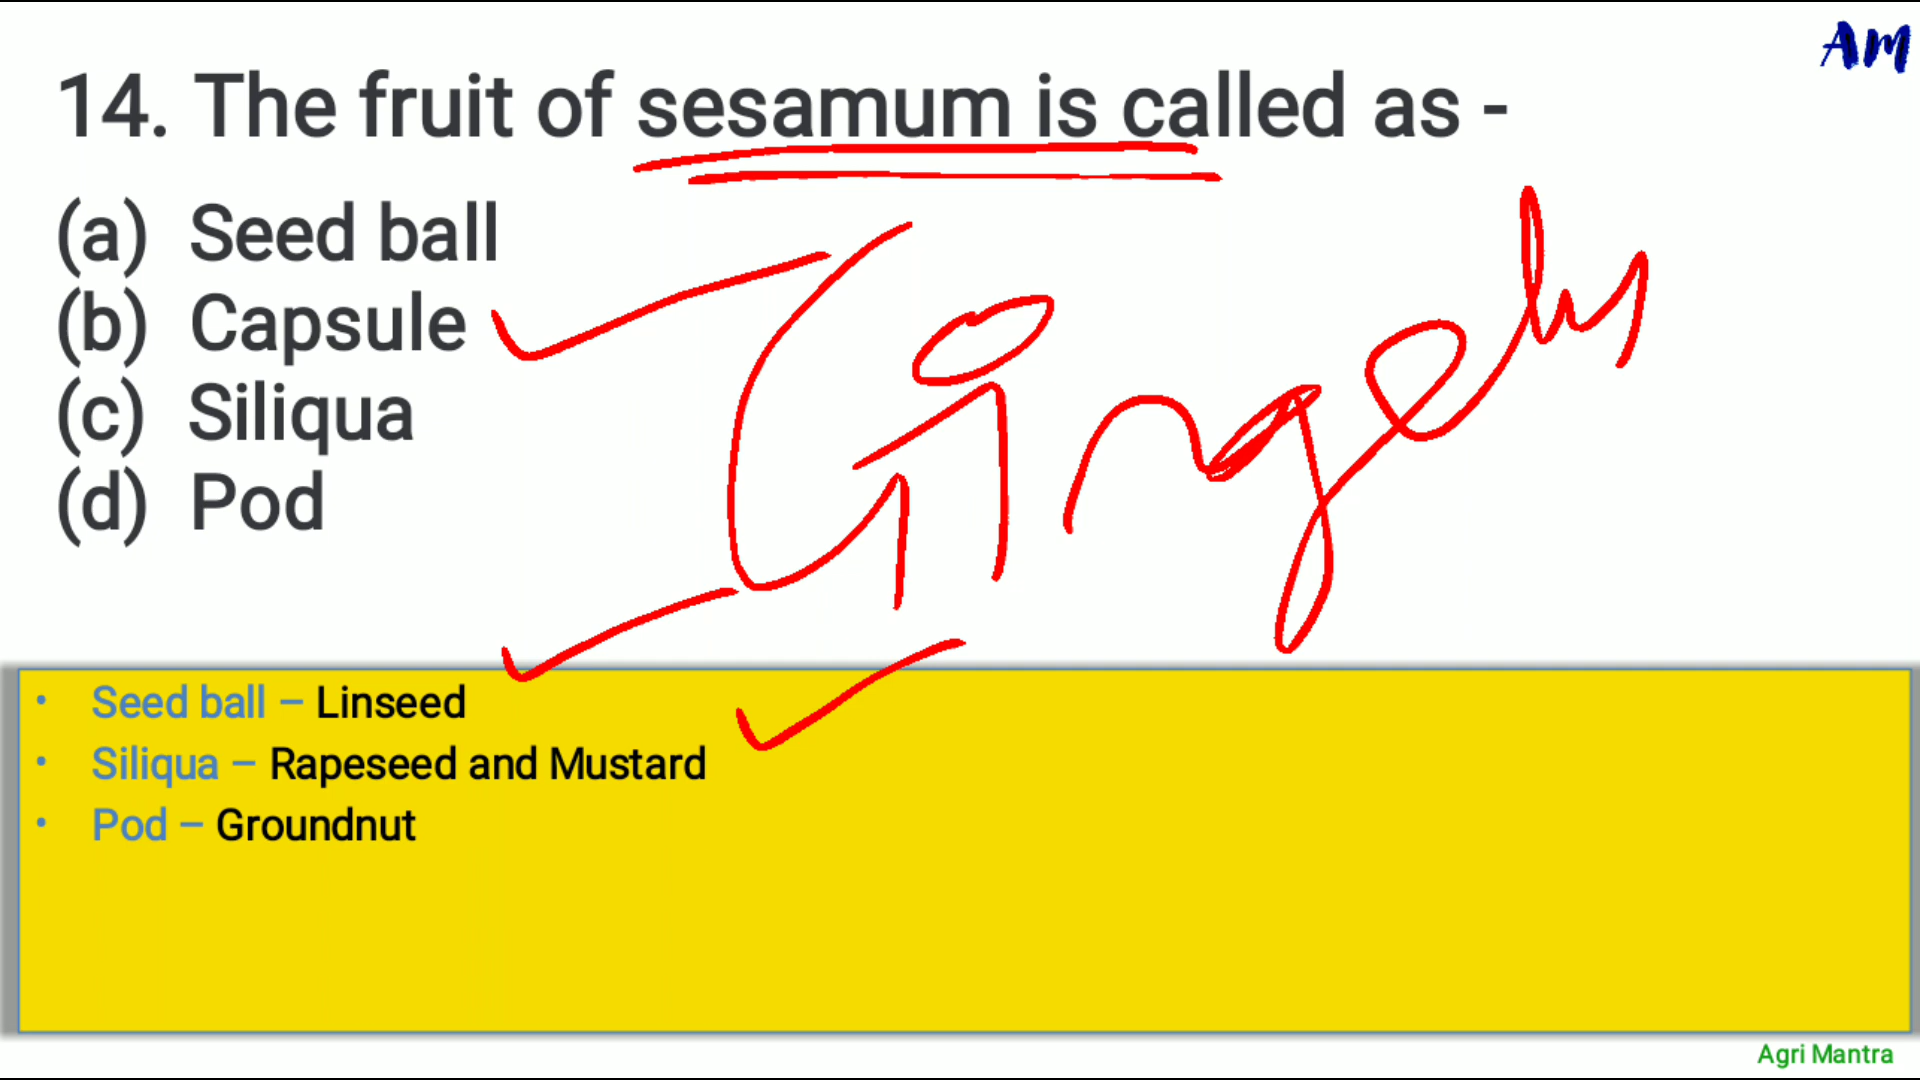 AM
14. The fruit of sesamum is called as -
(a) Seed ball
(b) Capsule
(c) Siliqua
(d) Pod
Gingely
• Seed ball – Linseed
• Siliqua – Rapeseed and Mustard
• Pod – Groundnut
Agri Mantra